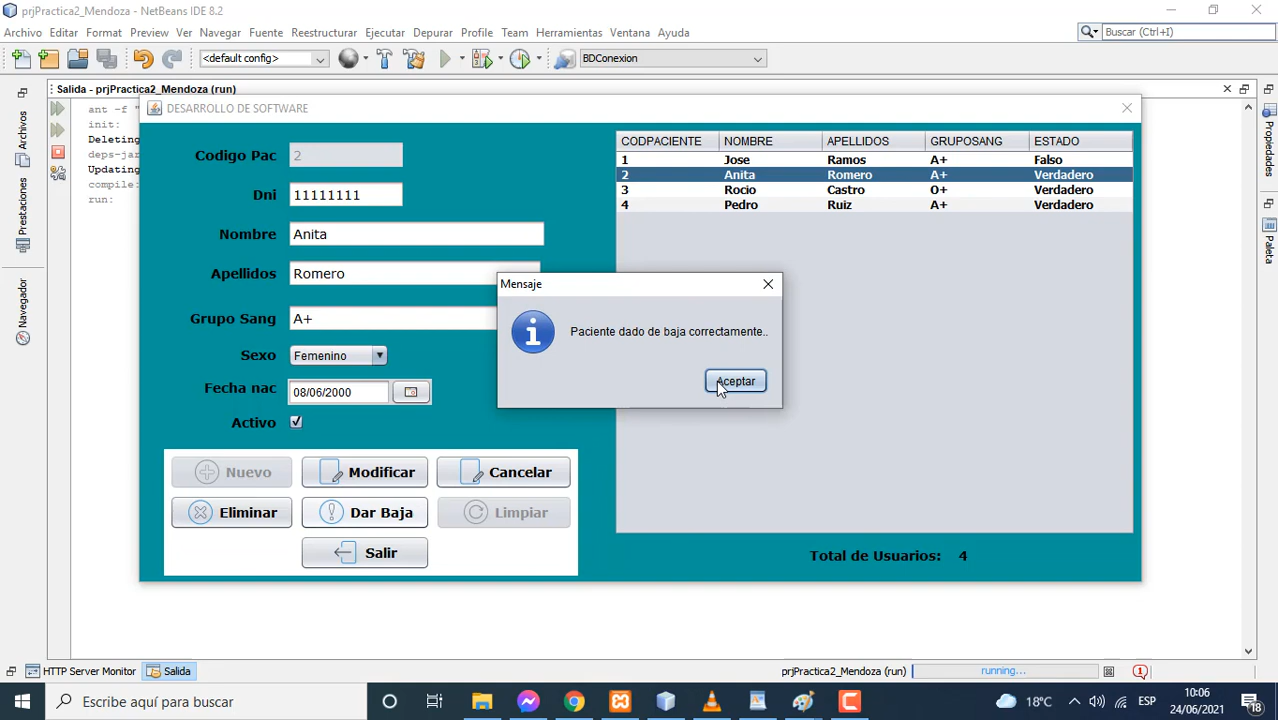 prjPractica2_Mendoza - NetBeans IDE 8.2
Archivo Editar Format Preview Ver Navegar Fuente Reestructurar Ejecutar Depurar Profile Team Herramientas Ventana Ayuda
Buscar (Ctrl+I)
<default config>
BDConexion
Salida - prjPractica2_Mendoza (run)
ant -f "
init:
Deleting
deps-jar
Updating
compile:
run:
Archivos
Prestaciones
Navegador
Propiedades
Paleta
DESARROLLO DE SOFTWARE
Codigo Pac 2
Dni 11111111
Nombre Anita
Apellidos Romero
Grupo Sang A+
Sexo Femenino
Fecha nac 08/06/2000
Activo
Nuevo Modificar Cancelar
Eliminar Dar Baja Limpiar
Salir
CODPACIENTE NOMBRE APELLIDOS GRUPOSANG ESTADO
1 Jose Ramos A+ Falso
2 Anita Romero A+ Verdadero
3 Rocio Castro O+ Verdadero
4 Pedro Ruiz A+ Verdadero
Total de Usuarios: 4
Mensaje
Paciente dado de baja correctamente..
Aceptar
HTTP Server Monitor Salida
prjPractica2_Mendoza (run) running...
1
Escribe aquí para buscar
18°C
ESP
10:06
24/06/2021
18